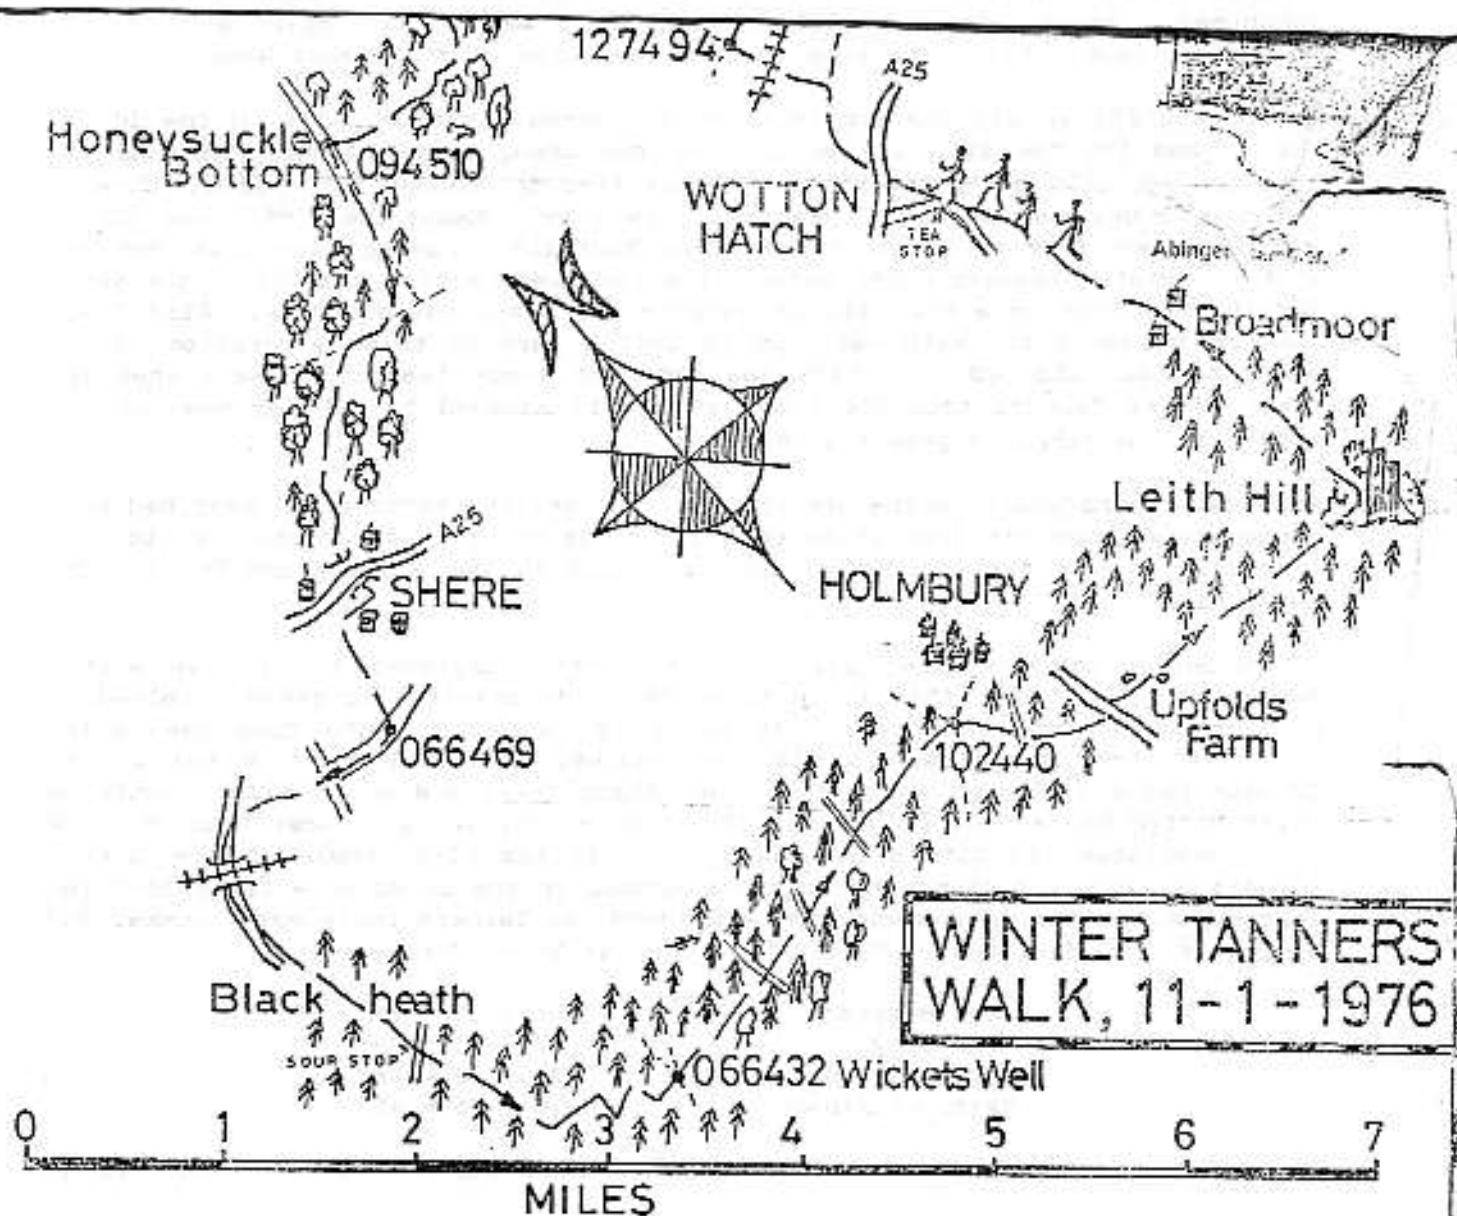 127494
A25
Honeysuckle
Bottom
094510
WOTTON
HATCH
TEA
STOP
Abinger
Broadmoor
Leith Hill
A25
SHERE
HOLMBURY
Upfolds
Farm
066469
102440
WINTER TANNERS
WALK, 11-1-1976
Black heath
SOUR STOP
066432 Wickets Well
0 1 2 3 4 5 6 7
MILES